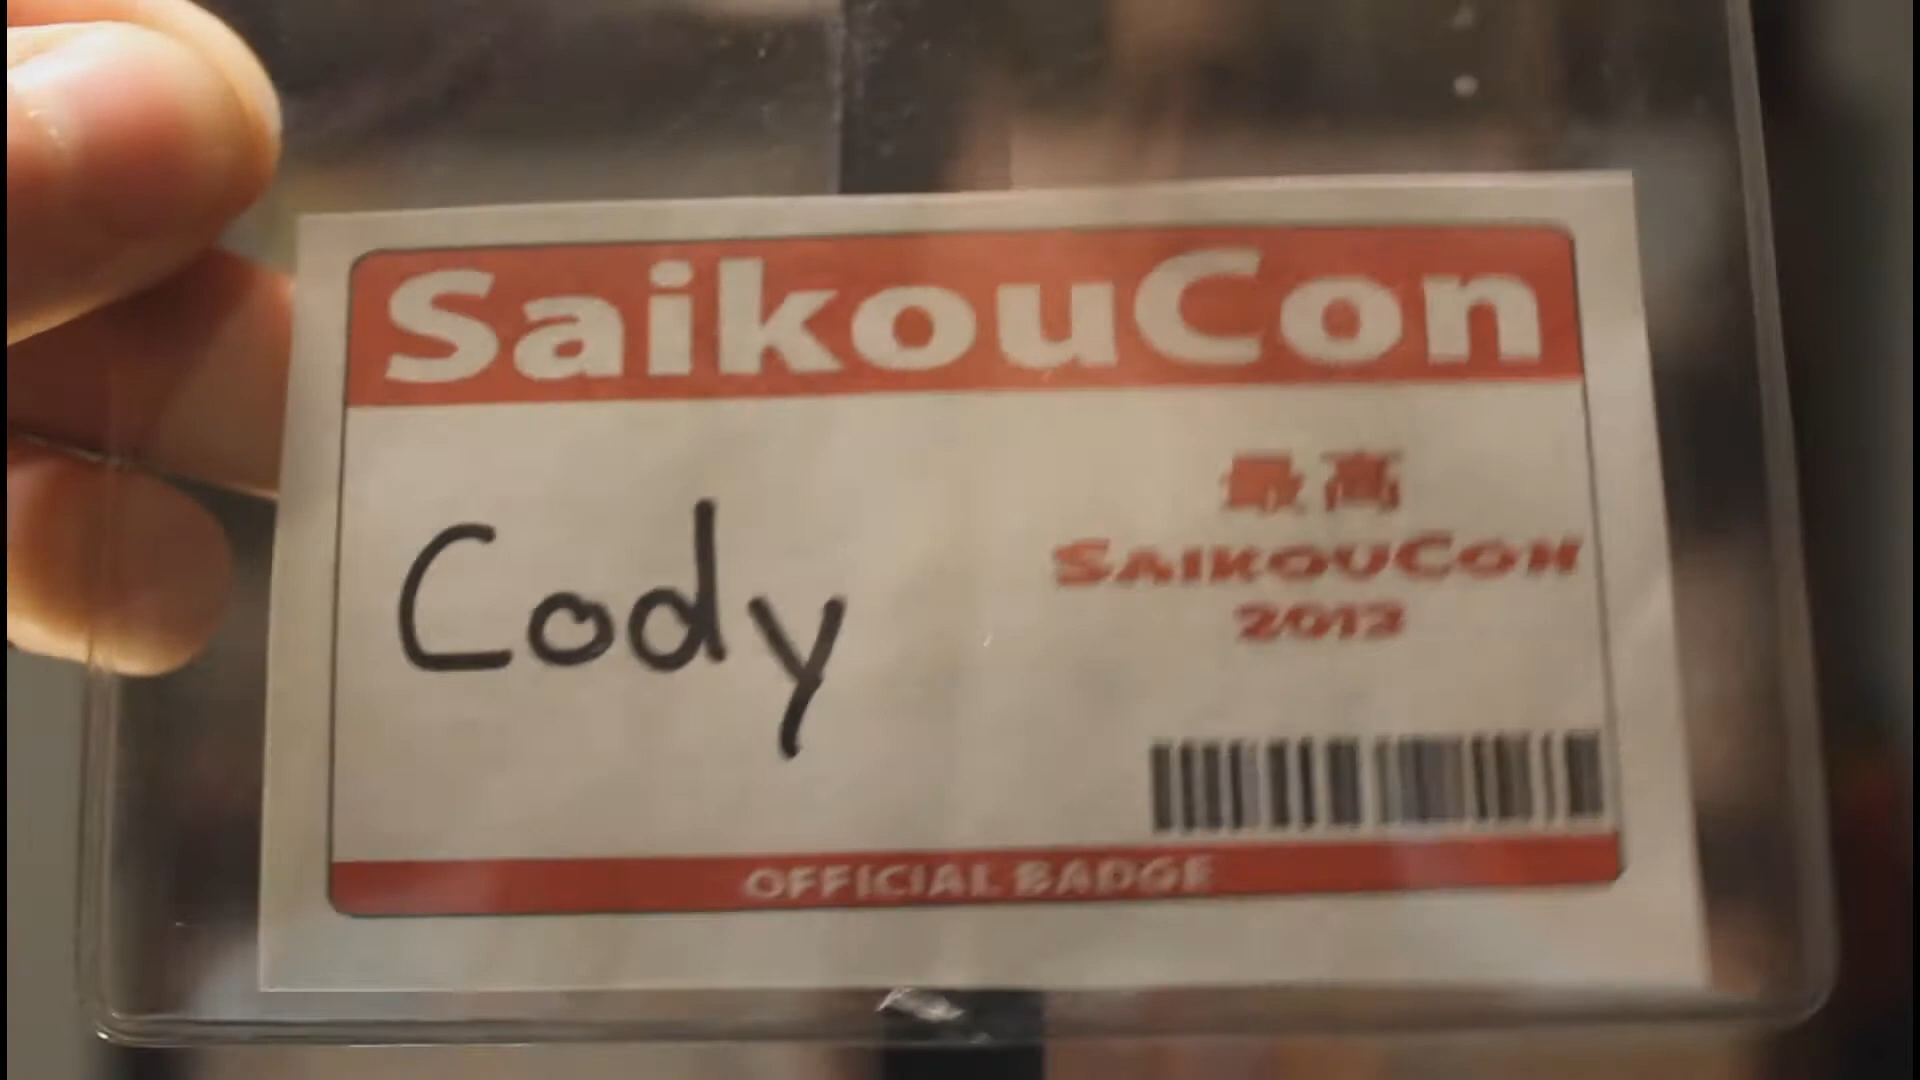 SaikouCon
Cody
最高
SAIKOUCON
2013
OFFICIAL BADGE